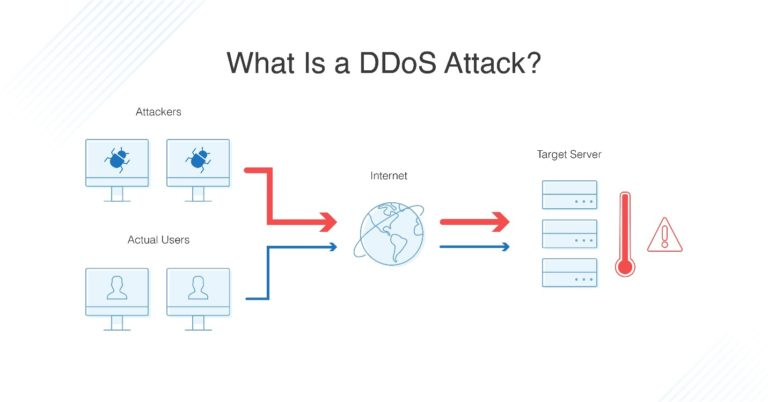 What Is a DDoS Attack?
Attackers
Internet
Target Server
Actual Users